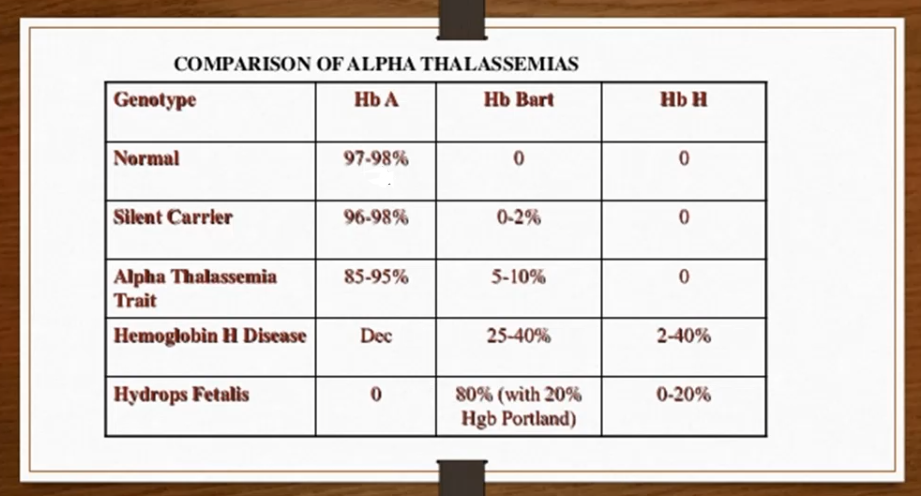 COMPARISON OF ALPHA THALASSEMIAS
Genotype Hb A Hb Bart Hb H
Normal 97-98% 0 0
Silent Carrier 96-98% 0-2% 0
Alpha Thalassemia 85-95% 5-10% 0
Trait
Hemoglobin H Disease Dec 25-40% 2-40%
Hydrops Fetalis 0 80% (with 20% 0-20%
Hgb Portland)